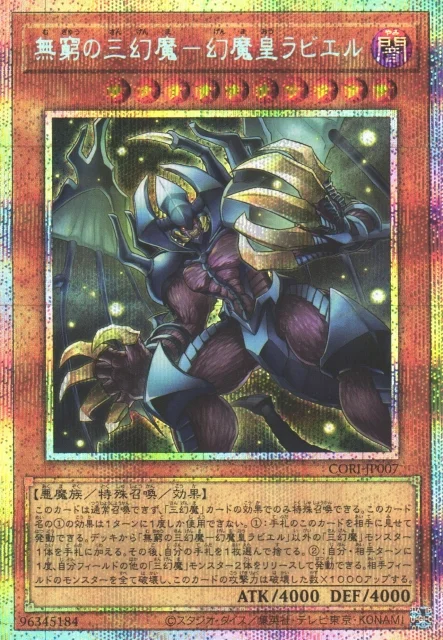 無窮の三幻魔－幻魔皇ラビエル
闇
CORI-JP007
【悪魔族／特殊召喚／効果】
このカードは通常召喚できず、「三幻魔」カードの効果でのみ特殊召喚できる。このカード
名の①の効果は１ターンに１度しか使用できない。①：手札のこのカードを相手に見せて
発動できる。デッキから「無窮の三幻魔－幻魔皇ラビエル」以外の「三幻魔」モンスター
１体を手札に加える。その後、自分の手札を１枚選んで捨てる。②：自分・相手ターンに
１度、自分フィールドの他の「三幻魔」モンスター２体をリリースして発動できる。相手フィー
ルドのモンスターを全て破壊し、このカードの攻撃力は破壊した数×１０００アップする。
ATK/4000 DEF/4000
96345184
©スタジオ・ダイス／集英社・テレビ東京・KONAMI